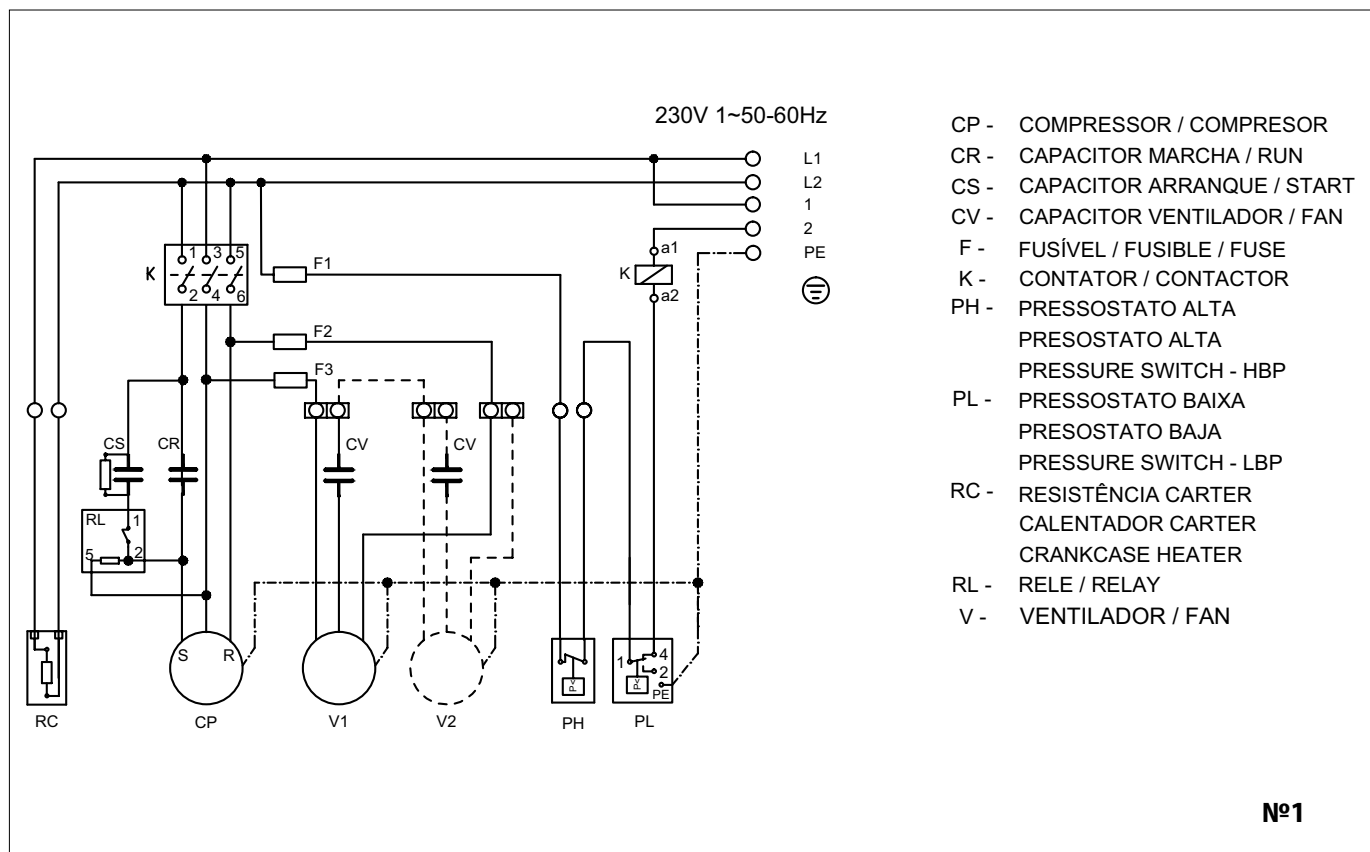 230V 1~50-60Hz
L1
L2
1
2
PE
a1
K
a2
K
1 3 5
2 4 6
F1
F2
F3
CS
CR
CV
CV
RL
1
5
2
S R
P<
1
4
2
P<
PE
RC
CP
V1
V2
PH
PL
CP - COMPRESSOR / COMPRESOR
CR - CAPACITOR MARCHA / RUN
CS - CAPACITOR ARRANQUE / START
CV - CAPACITOR VENTILADOR / FAN
F - FUSÍVEL / FUSIBLE / FUSE
K - CONTATOR / CONTACTOR
PH - PRESSOSTATO ALTA
PRESOSTATO ALTA
PRESSURE SWITCH - HBP
PL - PRESSOSTATO BAIXA
PRESOSTATO BAJA
PRESSURE SWITCH - LBP
RC - RESISTÊNCIA CARTER
CALENTADOR CARTER
CRANKCASE HEATER
RL - RELE / RELAY
V - VENTILADOR / FAN
Nº1